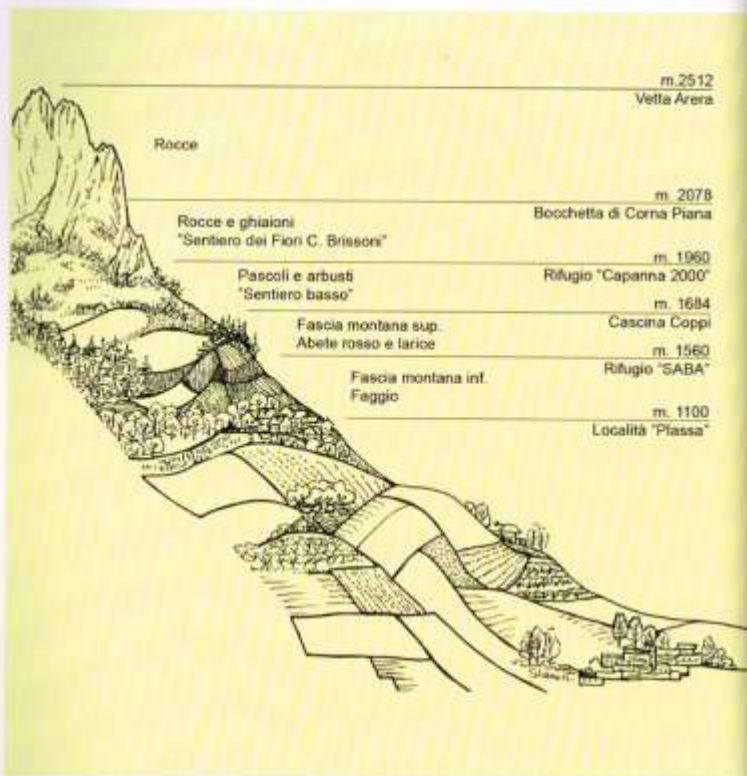 m.2512
Vetta Arera
Rocce
m. 2078
Bocchetta di Corna Piana
Rocce e ghiaioni
"Sentiero dei Fiori C. Brissoni"
m. 1960
Rifugio "Capanna 2000"
Pascoli e arbusti
"Sentiero basso"
m. 1684
Cascina Coppi
Fascia montana sup.
Abete rosso e larice
m. 1560
Rifugio "SABA"
Fascia montana inf.
Faggio
m. 1100
Località "Plassa"